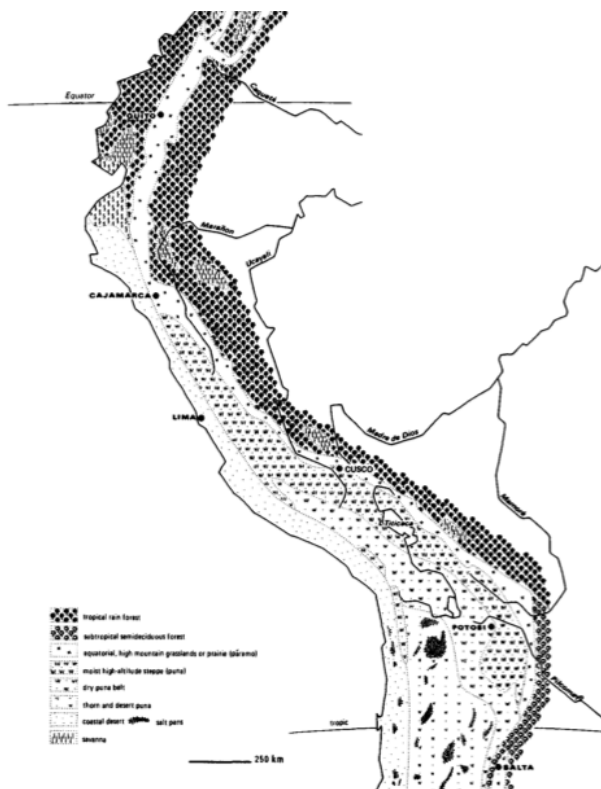 Equator
Caquetá
QUITO
Marañón
Ucayali
CAJAMARCA
LIMA
Madre de Dios
CUSCO
Mamoré
Titicaca
POTOSI
Pilcomayo
tropical rain forest
subtropical semideciduous forest
equatorial, high mountain grasslands or prairie (páramo)
moist high-altitude steppe (puna)
dry puna belt
thorn and desert puna
coastal desert salt pans
savanna
tropic
250 km
SALTA